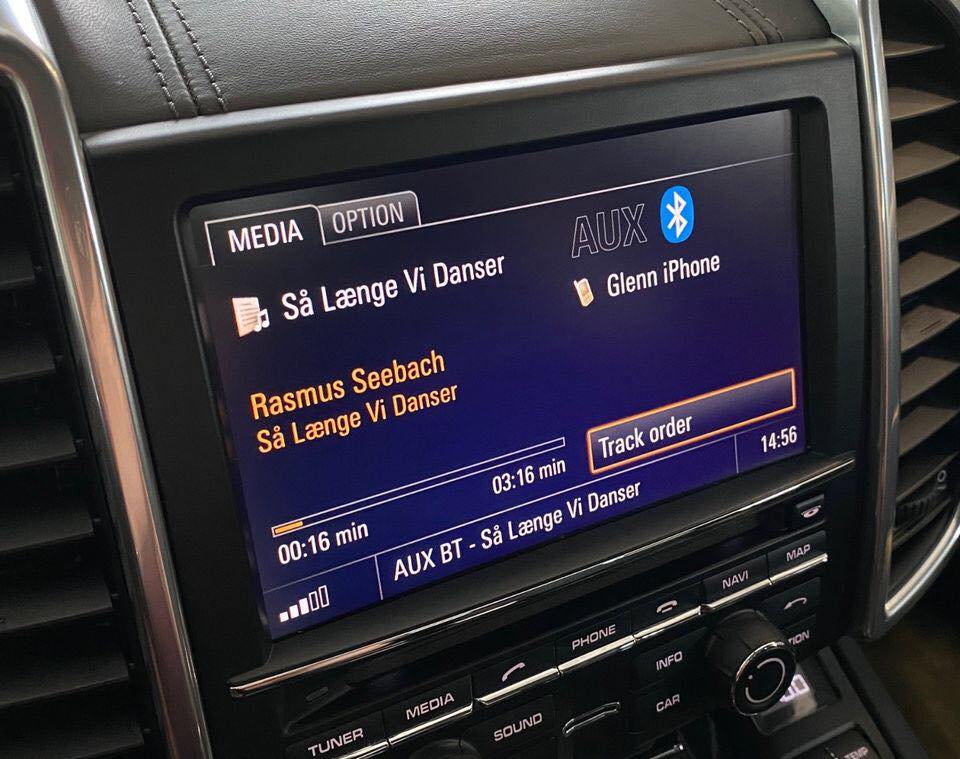 MEDIA OPTION
AUX
Så Længe Vi Danser
Glenn iPhone
Rasmus Seebach
Så Længe Vi Danser
Track order
03:16 min
14:56
00:16 min
AUX BT - Så Længe Vi Danser
TUNER
MEDIA
PHONE
NAVI
MAP
SOUND
INFO
CAR
TEMP